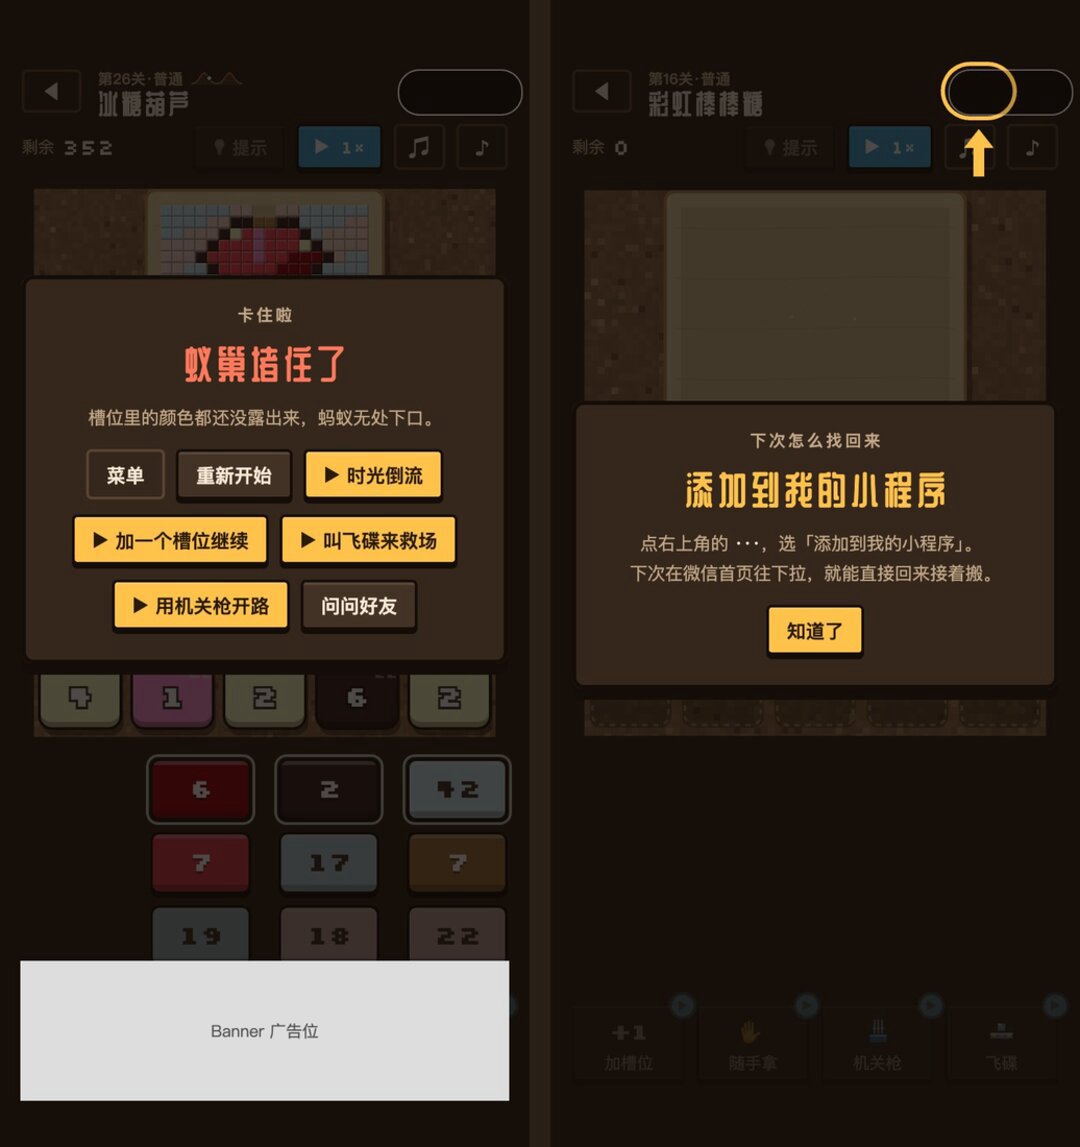 第26关·普通
冰糖葫芦
剩余 352
提示
1×
卡住啦
蚁巢堵住了
槽位里的颜色都还没露出来，蚂蚁无处下口。
菜单
重新开始
时光倒流
加一个槽位继续
叫飞碟来救场
用机关枪开路
问问好友
4 1 2 6 2
6 2 42
7 17 7
19 18 22
Banner 广告位
第16关·普通
彩虹棒棒糖
剩余 0
提示
1×
下次怎么找回来
添加到我的小程序
点右上角的 ···，选「添加到我的小程序」。
下次在微信首页往下拉，就能直接回来接着搬。
知道了
+1
加槽位
随手拿
机关枪
飞碟